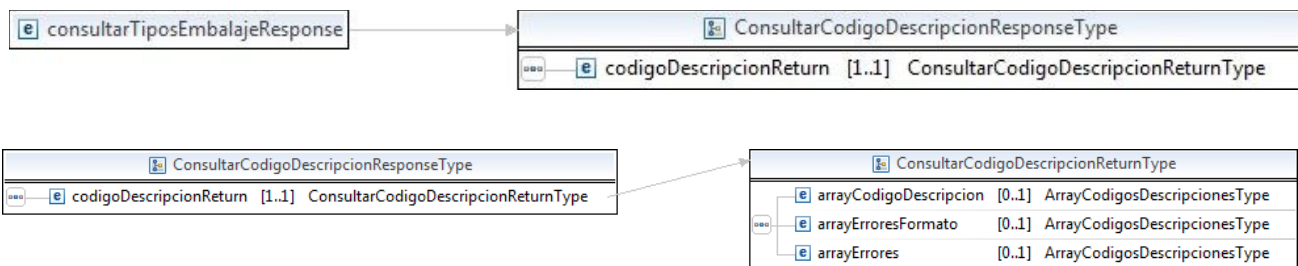 consultarTiposEmbalajeResponse
ConsultarCodigoDescripcionResponseType
codigoDescripcionReturn [1..1] ConsultarCodigoDescripcionReturnType
ConsultarCodigoDescripcionResponseType
codigoDescripcionReturn [1..1] ConsultarCodigoDescripcionReturnType
ConsultarCodigoDescripcionReturnType
arrayCodigoDescripcion [0..1] ArrayCodigosDescripcionesType
arrayErroresFormato [0..1] ArrayCodigosDescripcionesType
arrayErrores [0..1] ArrayCodigosDescripcionesType